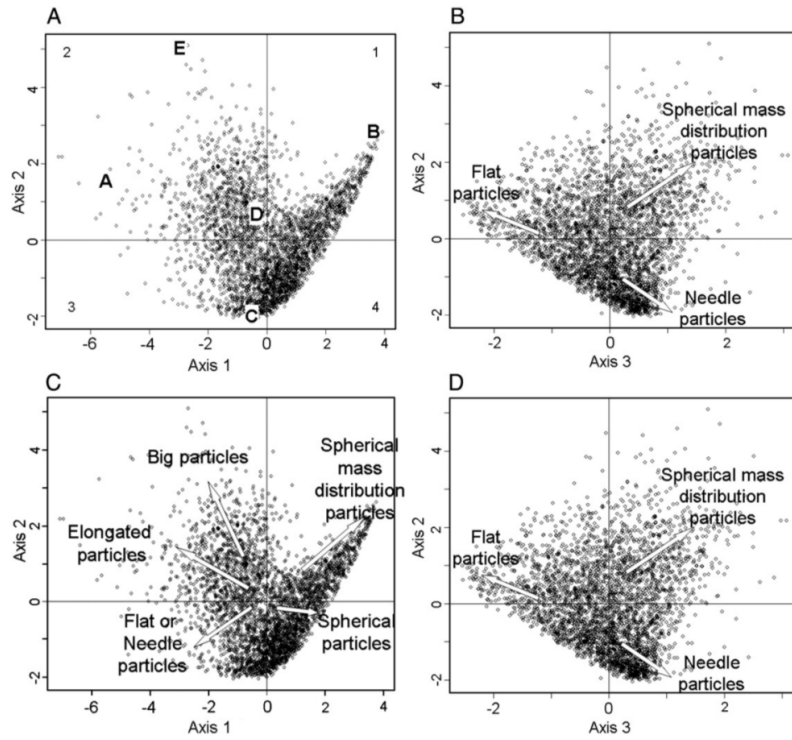 A
2
E
1
B
A
D
3
C
4
Axis 2
-2
0
2
4
-6
-4
-2
0
2
4
Axis 1
B
Spherical mass
distribution
particles
Flat
particles
Needle
particles
Axis 2
-2
0
2
4
-2
0
2
Axis 3
C
Big particles
Spherical
mass
distribution
particles
Elongated
particles
Flat or
Needle
particles
Spherical
particles
Axis 2
-2
0
2
4
-6
-4
-2
0
2
4
Axis 1
D
Spherical mass
distribution
particles
Flat
particles
Needle
particles
Axis 2
-2
0
2
4
-2
0
2
Axis 3